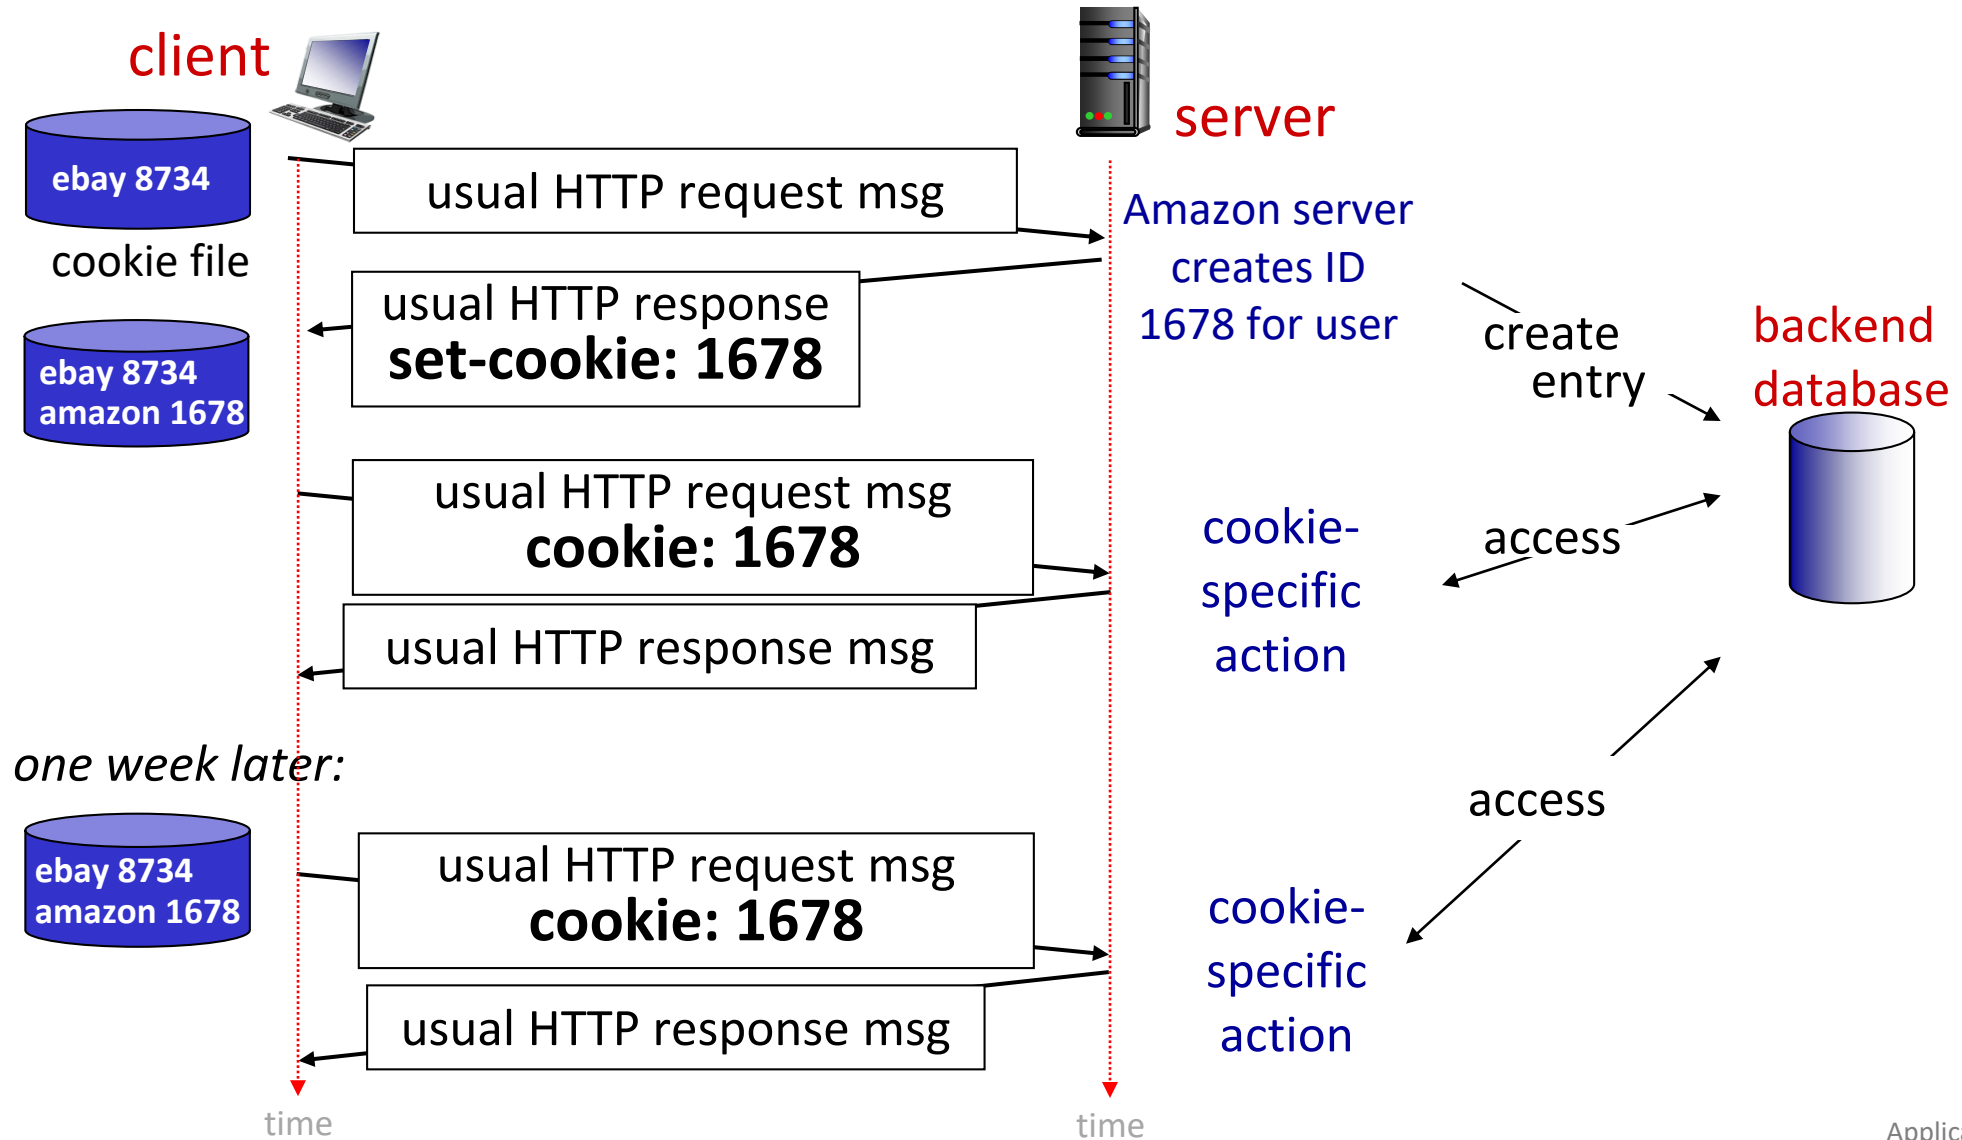 client
server
ebay 8734
cookie file
usual HTTP request msg
Amazon server
creates ID
1678 for user
usual HTTP response
set-cookie: 1678
ebay 8734
amazon 1678
create
entry
backend
database
usual HTTP request msg
cookie: 1678
cookie-
specific
action
access
usual HTTP response msg
one week later:
access
ebay 8734
amazon 1678
usual HTTP request msg
cookie: 1678
cookie-
specific
action
usual HTTP response msg
time
time